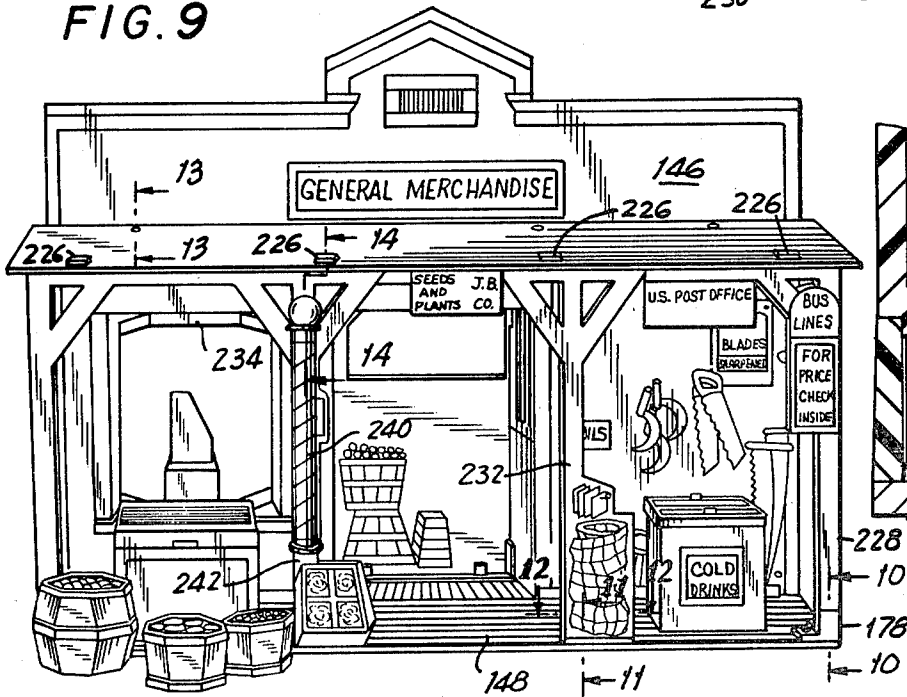 FIG.9
13
GENERAL MERCHANDISE
146
226
226
13
226
226
14
SEEDS AND PLANTS
J.B. CO.
U.S. POST OFFICE
BUS LINES
234
14
BLADES
SHARPENED
FOR PRICE CHECK INSIDE
240
ILS
232
228
242
12
11
12
COLD DRINKS
10
178
148
11
10